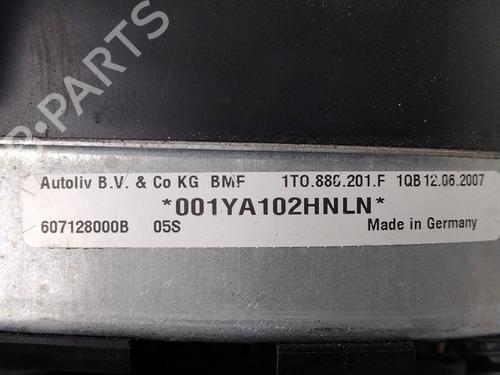 B-PARTS
Autoliv B.V. & Co KG BMF 1T0.880.201.F 1QB 12.06.2007
*001YA102HNLN*
607128000B 05S Made in Germany